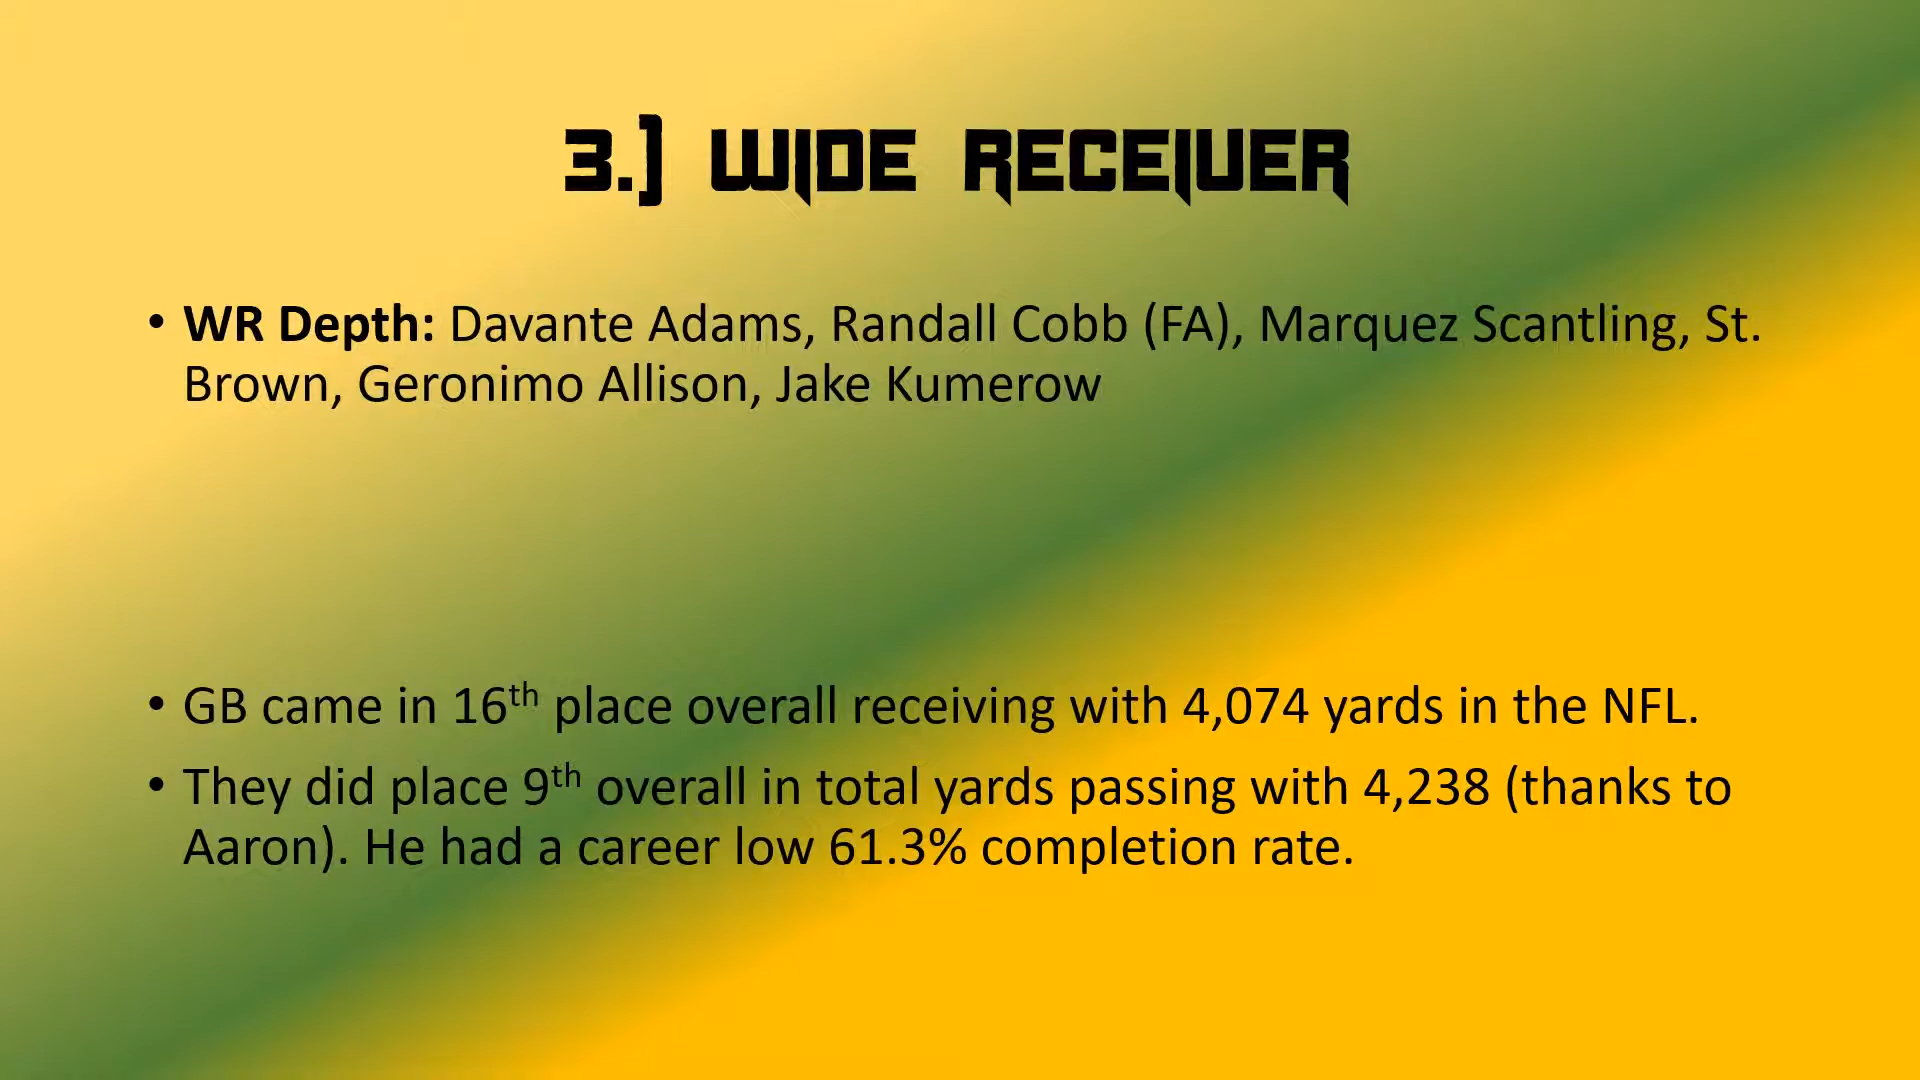 3.) WIDE RECEIVER
• WR Depth: Davante Adams, Randall Cobb (FA), Marquez Scantling, St.
Brown, Geronimo Allison, Jake Kumerow
• GB came in 16th place overall receiving with 4,074 yards in the NFL.
• They did place 9th overall in total yards passing with 4,238 (thanks to
Aaron). He had a career low 61.3% completion rate.